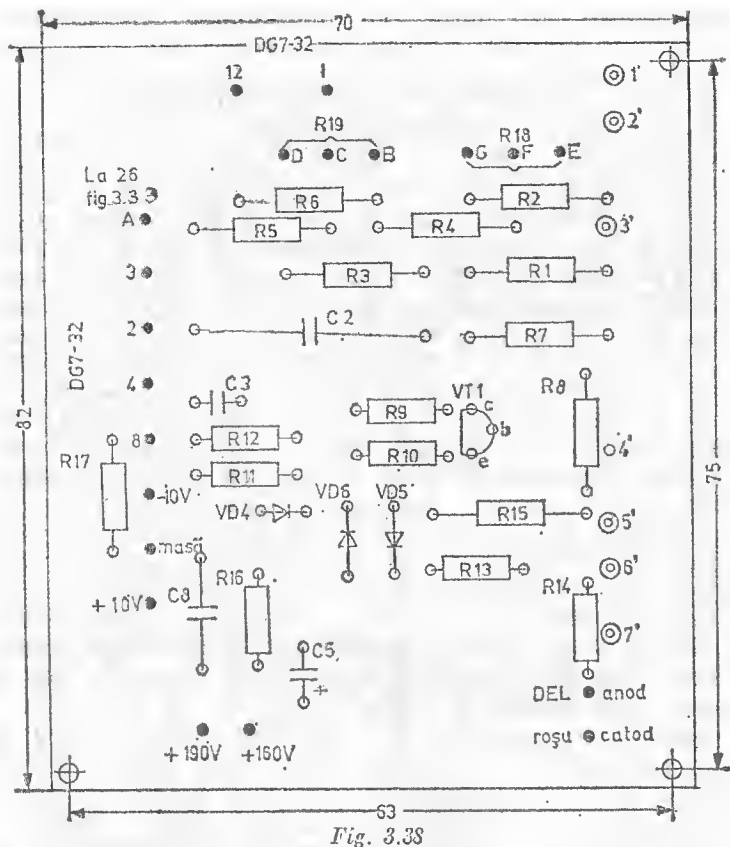 70
DG7-32
12 1 1'
2'
R19 R18
D C B G F E
La 26
fig.3.3
A
R6 R2
R5 R4 3'
3 R3 R1
2 C2 R7
DG7-32
4 C3 R9 VT1 c b e R8
82
8 R12 R10 4'
R17 R11
75
-10V VD4 VD6 VD5 R15 5'
masă
C8 R16 R13 6'
+10V R14
C5 7'
+
DEL anod
+190V +160V roșu catod
63
Fig. 3.38